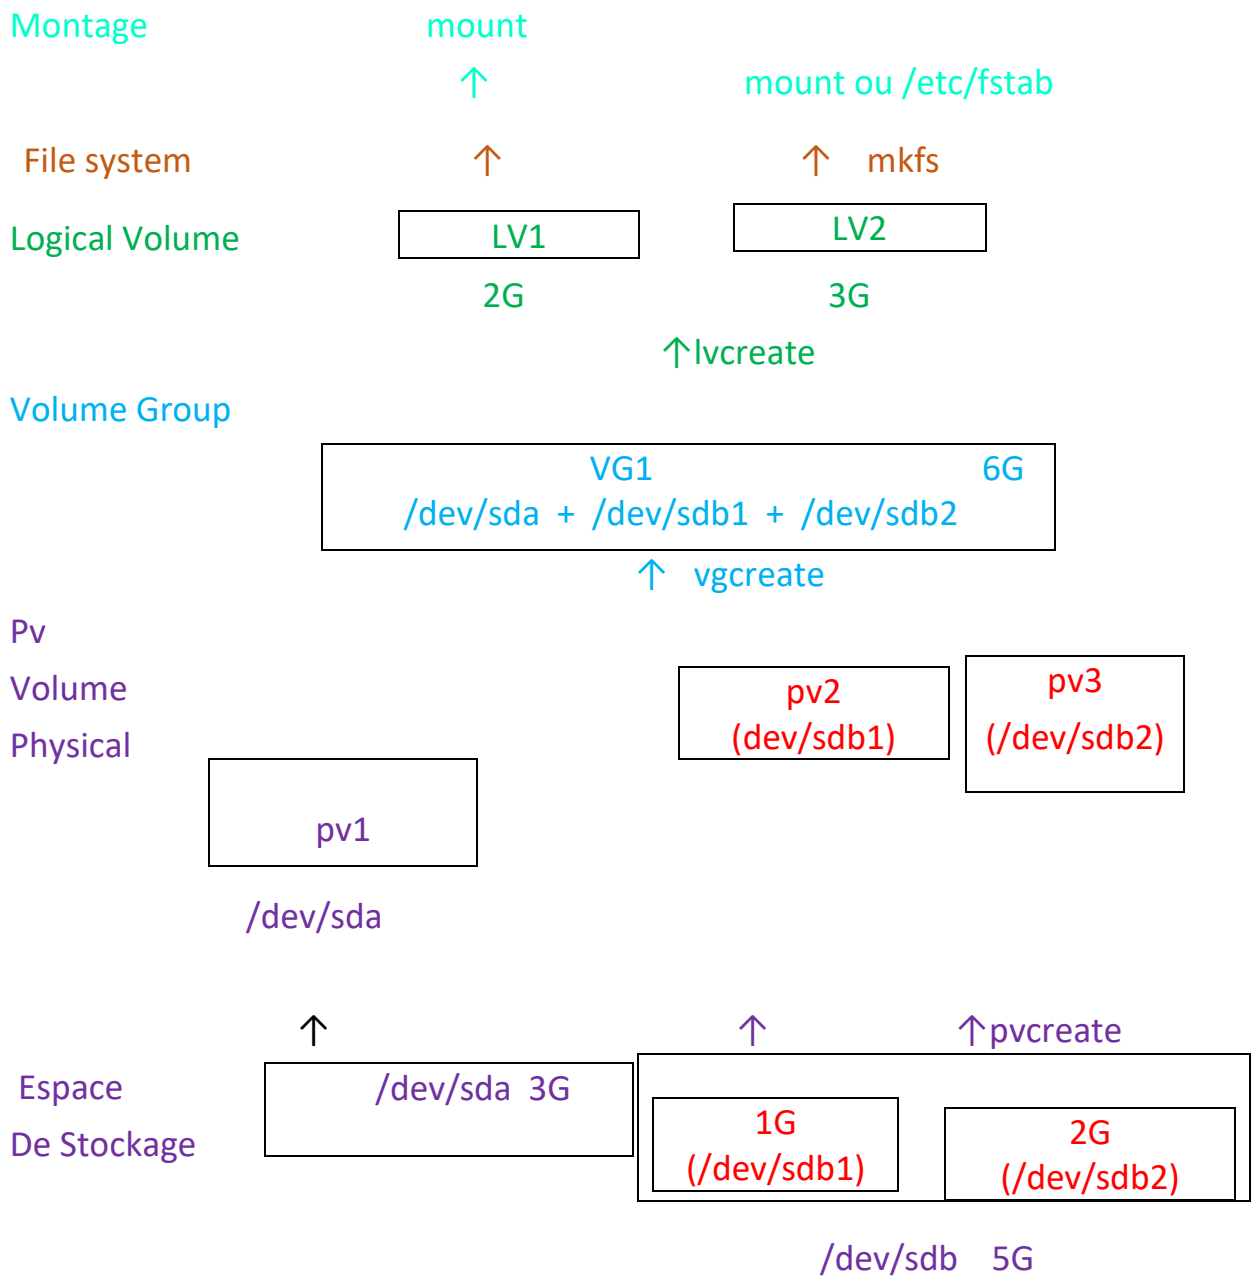 Montage mount
↑ mount ou /etc/fstab
File system ↑ ↑ mkfs
Logical Volume LV1 LV2
2G 3G
↑lvcreate
Volume Group
VG1 6G
/dev/sda + /dev/sdb1 + /dev/sdb2
↑ vgcreate
Pv
Volume pv2 pv3
Physical (dev/sdb1) (/dev/sdb2)
pv1
/dev/sda
↑ ↑ ↑pvcreate
Espace /dev/sda 3G
De Stockage 1G 2G
(/dev/sdb1) (/dev/sdb2)
/dev/sdb 5G